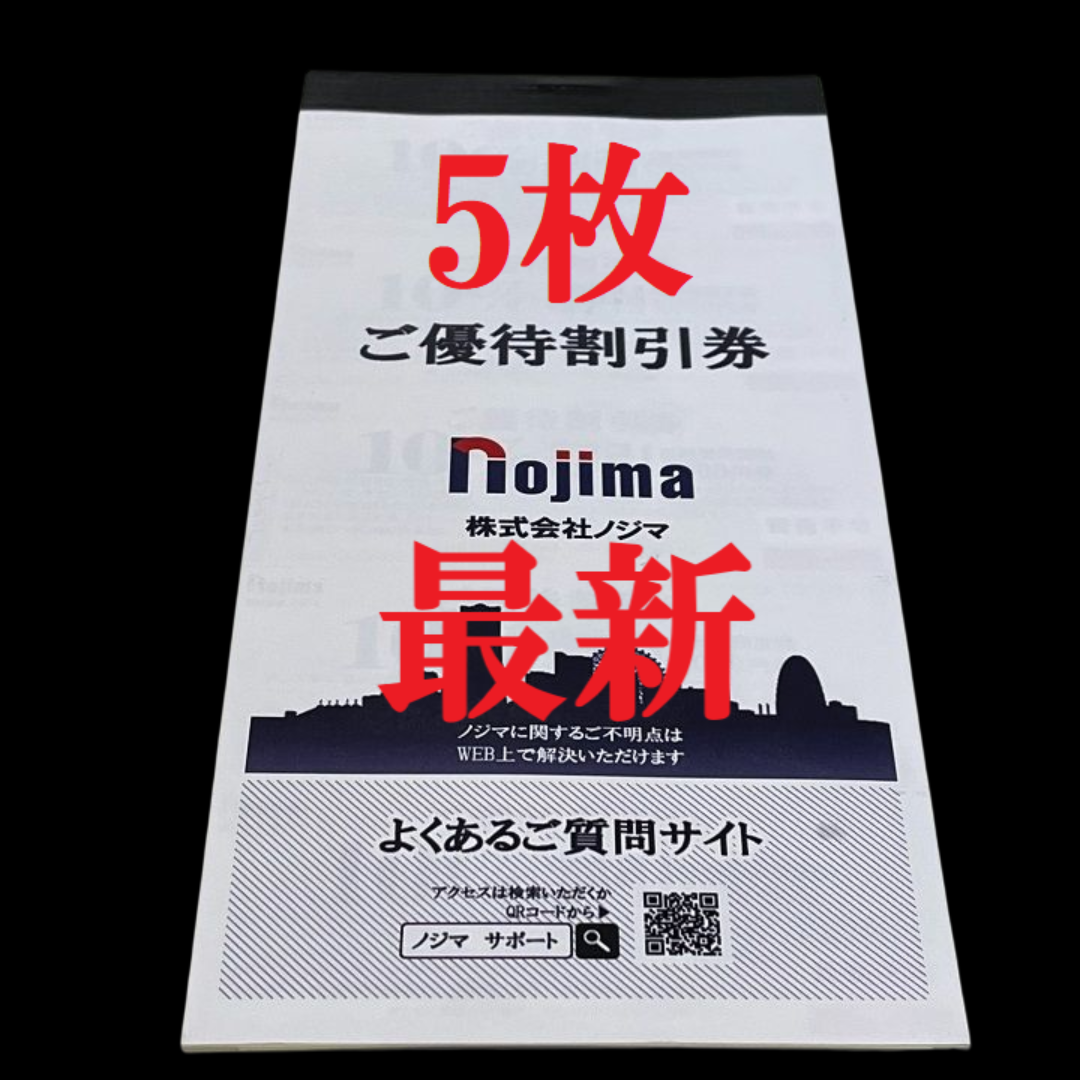 5枚
ご優待割引券
nojima
株式会社ノジマ
最新
ノジマに関するご不明点は
WEB上で解決いただけます
よくあるご質問サイト
アクセスは検索いただくか
QRコードから▶
ノジマ サポート